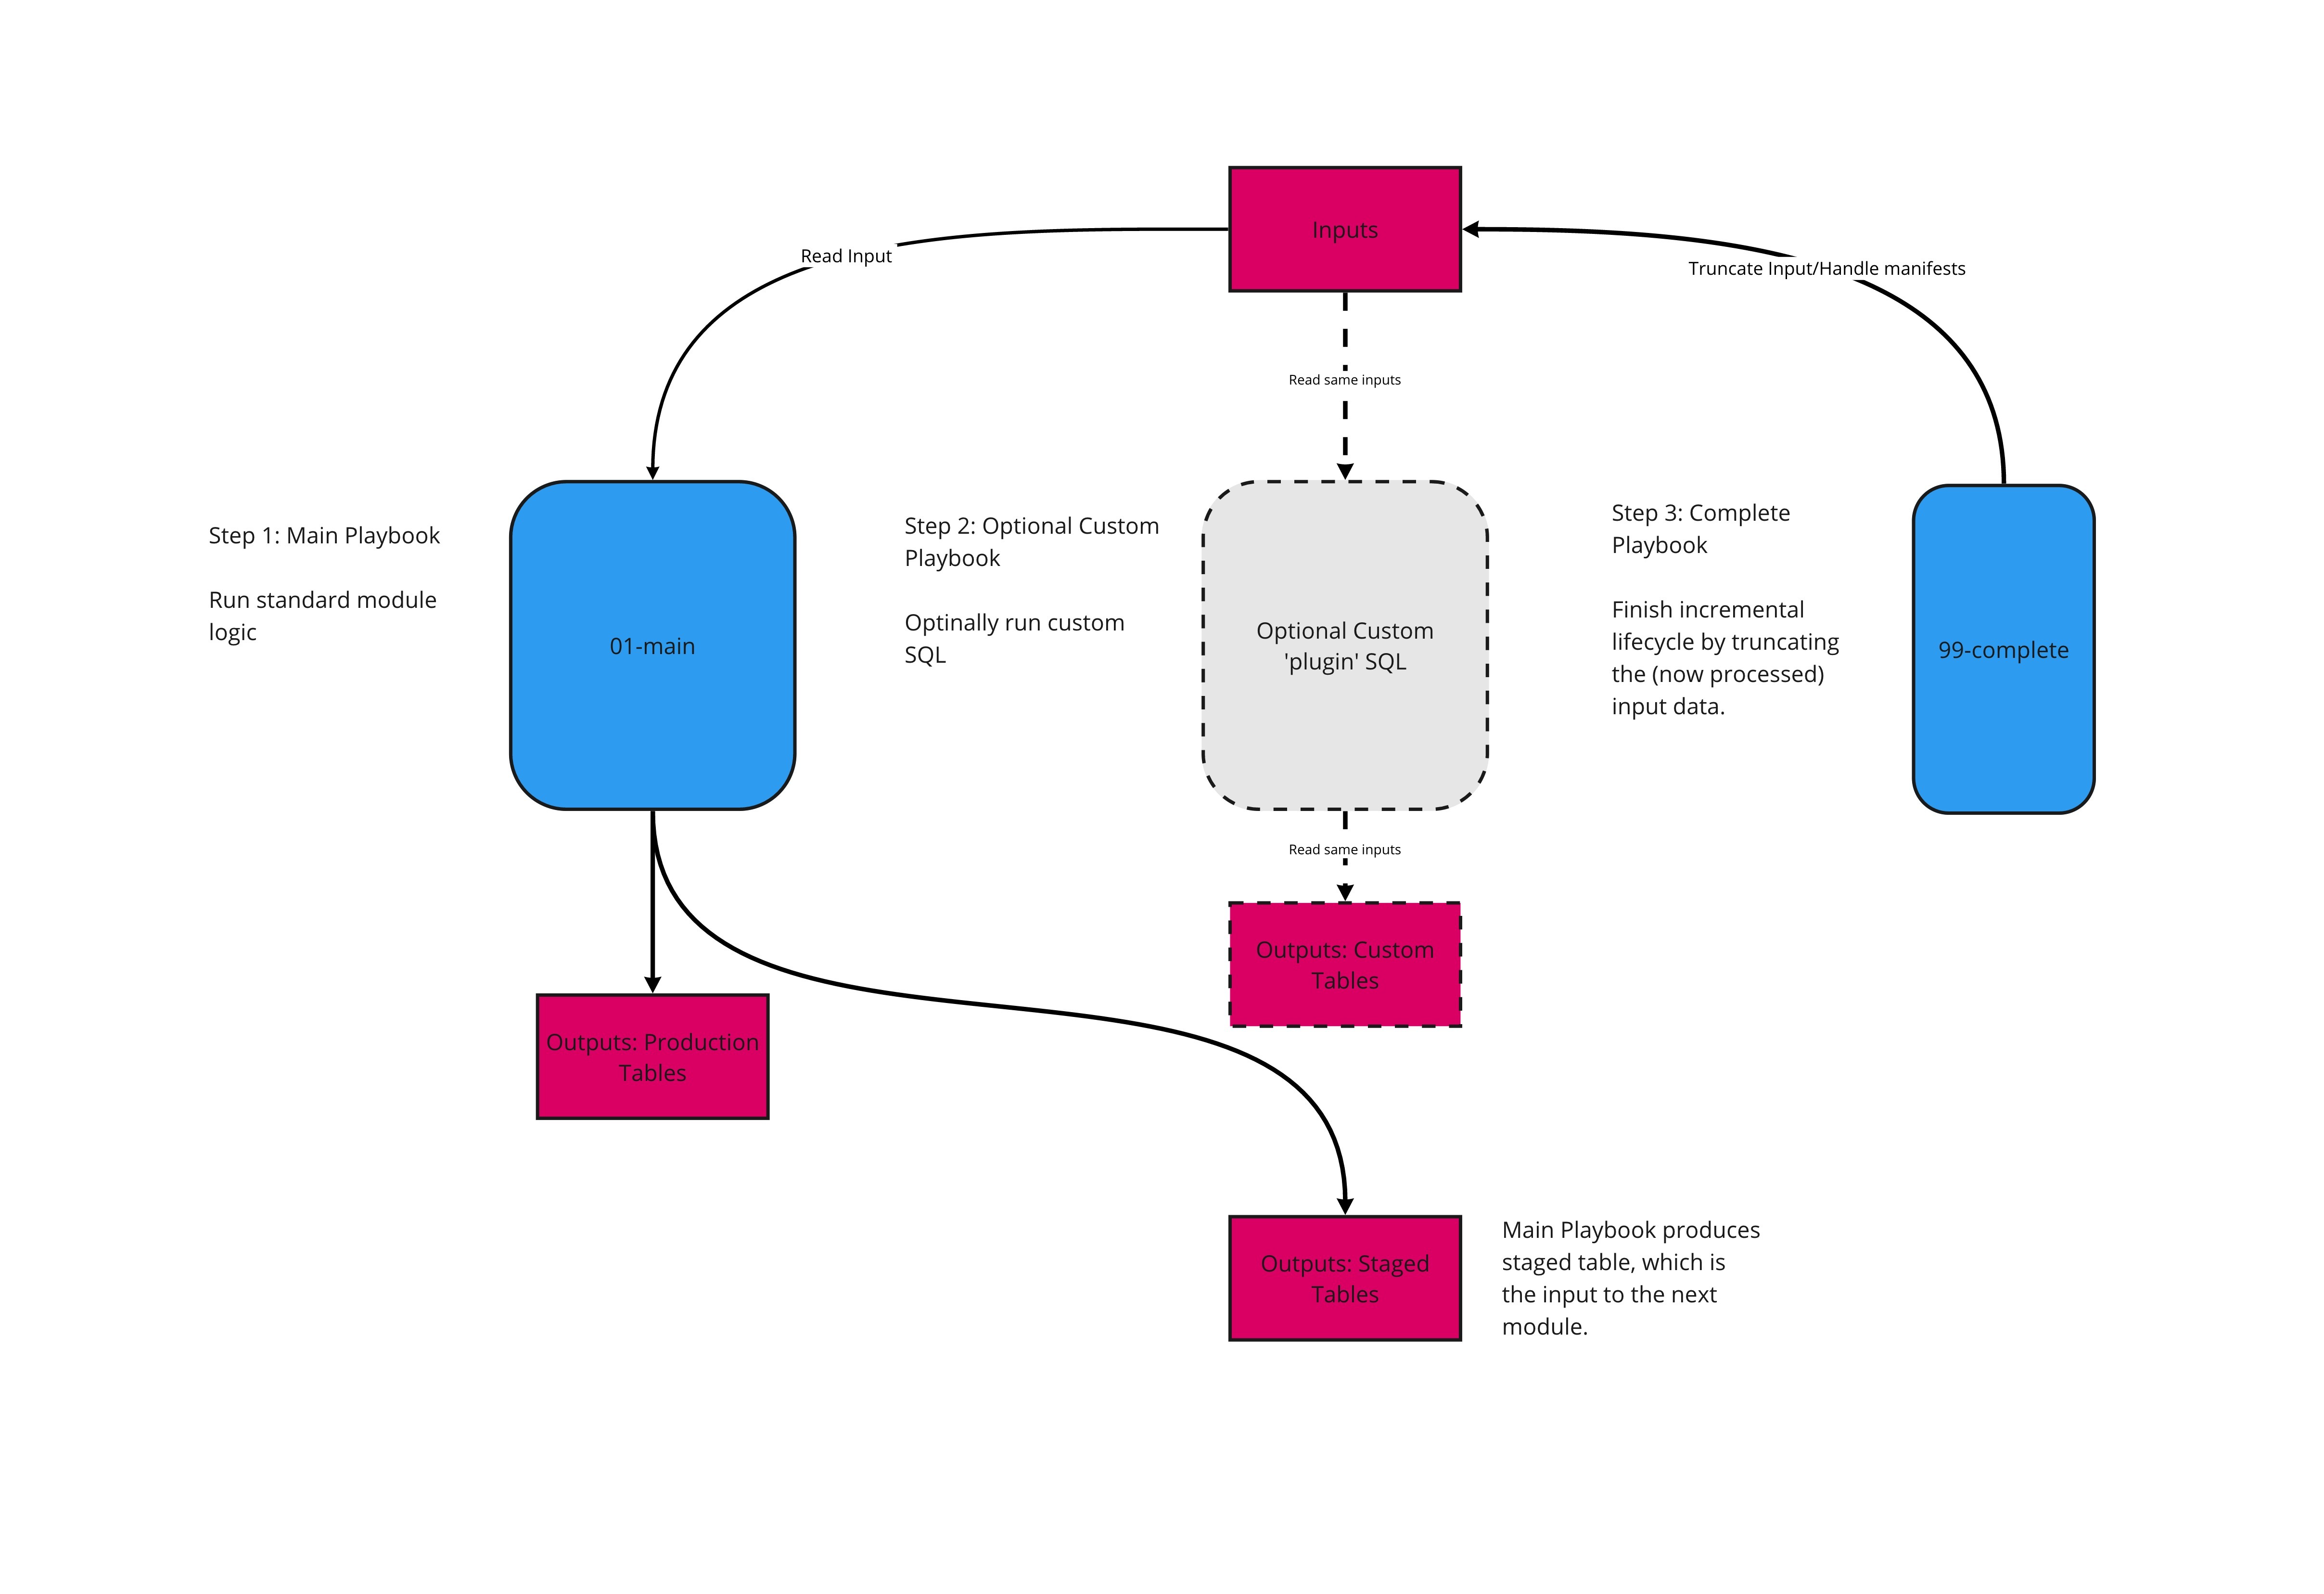 Inputs
Read Input
Truncate Input/Handle manifests
Read same inputs
Step 1: Main Playbook
Run standard module
logic
01-main
Step 2: Optional Custom
Playbook
Optinally run custom
SQL
Optional Custom
'plugin' SQL
Step 3: Complete
Playbook
Finish incremental
lifecycle by truncating
the (now processed)
input data.
99-complete
Read same inputs
Outputs: Custom
Tables
Outputs: Production
Tables
Outputs: Staged
Tables
Main Playbook produces
staged table, which is
the input to the next
module.